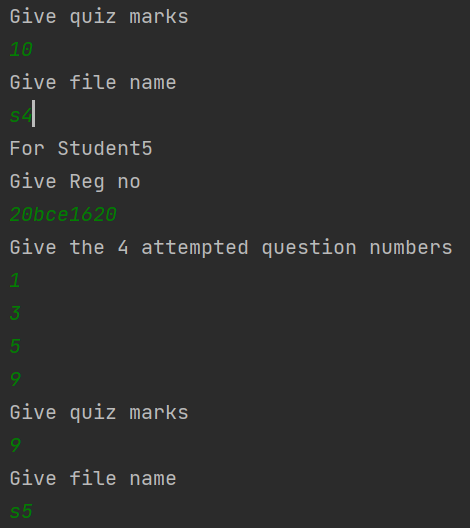 Give quiz marks
10
Give file name
s4
For Student5
Give Reg no
20bce1620
Give the 4 attempted question numbers
1
3
5
9
Give quiz marks
9
Give file name
s5